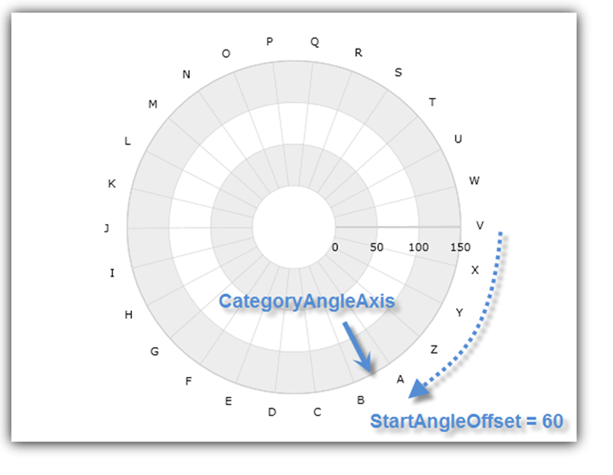 P Q
O R
N S
M T
L U
K W
J V
0 50 100 150
I X
CategoryAngleAxis
H Y
G Z
F A
E B
D C
StartAngleOffset = 60